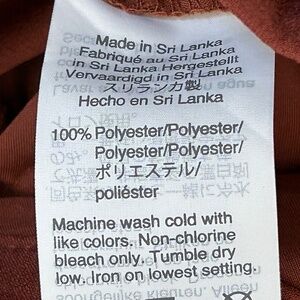 Made in Sri Lanka
Fabriqué au Sri Lanka
in Sri Lanka Hergestellt
Vervaardigd in Sri Lanka
スリランカ製
Hecho en Sri Lanka
100% Polyester/Polyester/
Polyester/Polyester/
ポリエステル/
poliéster
Machine wash cold with
like colors. Non-chlorine
bleach only. Tumble dry
low. Iron on lowest setting.